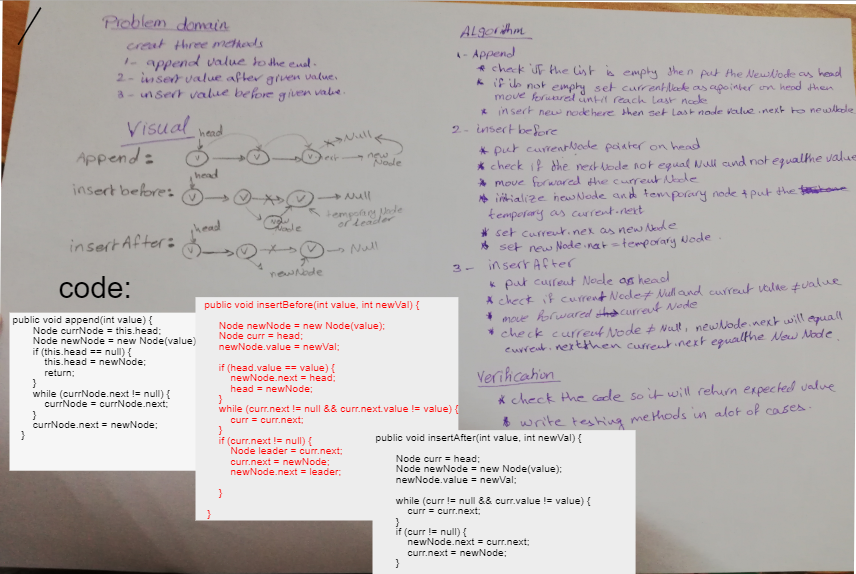 Problem domain
creat three methods
1- append value to the end.
2- insert value after given value.
3- insert value before given value.
Visual
Append:
head
v
v
v
Null
new Node
insert before:
head
v
v
Null
new Node
temporary Node or Leader
insert After:
head
v
v
Null
newNode
code:
public void append(int value) {
Node currNode = this.head;
Node newNode = new Node(value)
if (this.head == null) {
this.head = newNode;
return;
}
while (currNode.next != null) {
currNode = currNode.next;
}
currNode.next = newNode;
}
public void insertBefore(int value, int newVal) {
Node newNode = new Node(value);
Node curr = head;
newNode.value = newVal;
if (head.value == value) {
newNode.next = head;
head = newNode;
}
while (curr.next != null && curr.next.value != value) {
curr = curr.next;
}
if (curr.next != null) {
Node leader = curr.next;
curr.next = newNode;
newNode.next = leader;
}
}
public void insertAfter(int value, int newVal) {
Node curr = head;
Node newNode = new Node(value);
newNode.value = newVal;
while (curr != null && curr.value != value) {
curr = curr.next;
}
if (curr != null) {
newNode.next = curr.next;
curr.next = newNode;
}
Algorithm
1- Append
* check if the list is empty then put the NewNode as head
* if it is not empty set currentNode as a pointer on head then
move forward until reach last node
* insert new node here then set last node value.next to newNode
2- insert before
* put currentNode pointer on head
* check if the next Node not equal Null and not equal the value
* move forward the current Node
* initialize newNode and temporary node + put the
temporary as current.next
* set current.nex as newNode
* set newNode.next = temporary Node.
3- insert After
* put current Node as head
* check if current Node ≠ Null and current value ≠ value
* move forward current Node
* check current Node ≠ Null, newNode.next will equall
current.next then current.next equal the New Node.
Verification
* check the code so it will return expected value
* write testing methods in alot of cases.